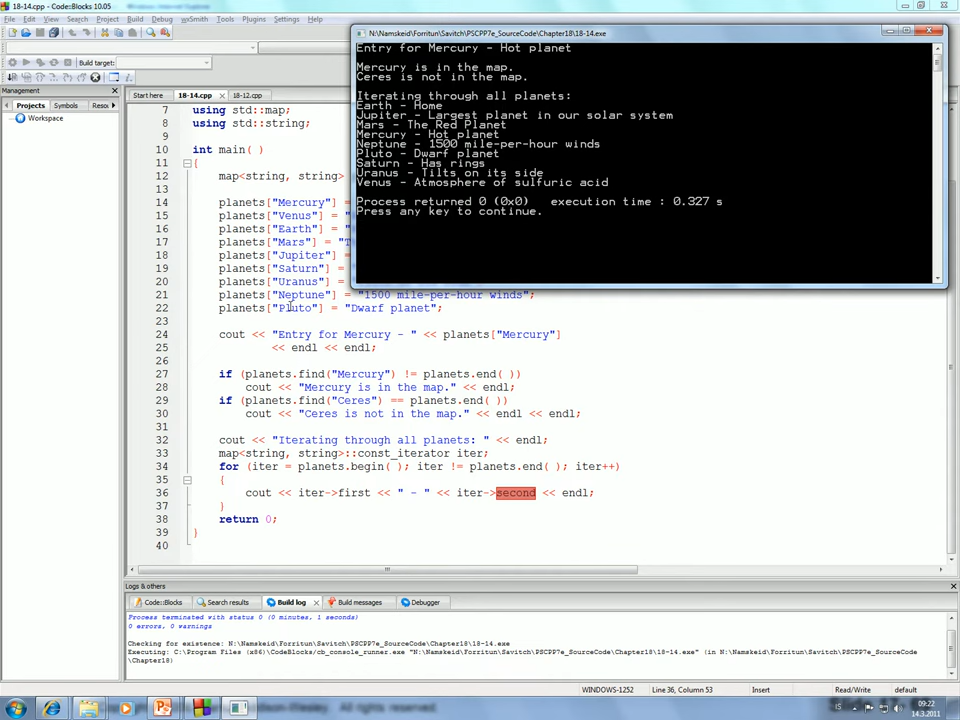 18-14.cpp - Code::Blocks 10.05
File Edit View Search Project Build Debug wxSmith Tools Plugins Settings Help
Build target:
Management
Projects Symbols Resou
Workspace
Start here 18-14.cpp 18-12.cpp
7 using std::map;
8 using std::string;
9
10 int main( )
11 {
12 map<string, string>
14 planets["Mercury"] =
15 planets["Venus"] =
16 planets["Earth"] =
17 planets["Mars"] = "T
18 planets["Jupiter"] =
19 planets["Saturn"] =
20 planets["Uranus"] =
21 planets["Neptune"] = "1500 mile-per-hour winds";
22 planets["Pluto"] = "Dwarf planet";
23
24 cout << "Entry for Mercury - " << planets["Mercury"]
25 << endl << endl;
26
27 if (planets.find("Mercury") != planets.end( ))
28 cout << "Mercury is in the map." << endl;
29 if (planets.find("Ceres") == planets.end( ))
30 cout << "Ceres is not in the map." << endl << endl;
31
32 cout << "Iterating through all planets: " << endl;
33 map<string, string>::const_iterator iter;
34 for (iter = planets.begin( ); iter != planets.end( ); iter++)
35 {
36 cout << iter->first << " - " << iter->second << endl;
37 }
38 return 0;
39 }
40
N:\Namskeid\Forritun\Savitch\PSCPP7e_SourceCode\Chapter18\18-14.exe
Entry for Mercury - Hot planet
Mercury is in the map.
Ceres is not in the map.
Iterating through all planets:
Earth - Home
Jupiter - Largest planet in our solar system
Mars - The Red Planet
Mercury - Hot planet
Neptune - 1500 mile-per-hour winds
Pluto - Dwarf planet
Saturn - Has rings
Uranus - Tilts on its side
Venus - Atmosphere of sulfuric acid
Process returned 0 (0x0) execution time : 0.327 s
Press any key to continue.
Logs & others
Code::Blocks Search results Build log Build messages Debugger
Process terminated with status 0 (0 minutes, 1 seconds)
0 errors, 0 warnings
Checking for existence: N:\Namskeid\Forritun\Savitch\PSCPP7e_SourceCode\Chapter18\18-14.exe
Executing: C:\Program Files (x86)\CodeBlocks/cb_console_runner.exe "N:\Namskeid\Forritun\Savitch\PSCPP7e_SourceCode\Chapter18\18-14.exe" (in N:\Namskeid\Forritun\Savitch\PSCPP7e_SourceCode
\Chapter18)
WINDOWS-1252 Line 36, Column 53 Insert Read/Write default
All rights reserved.
IS 09:22
14.3.2011